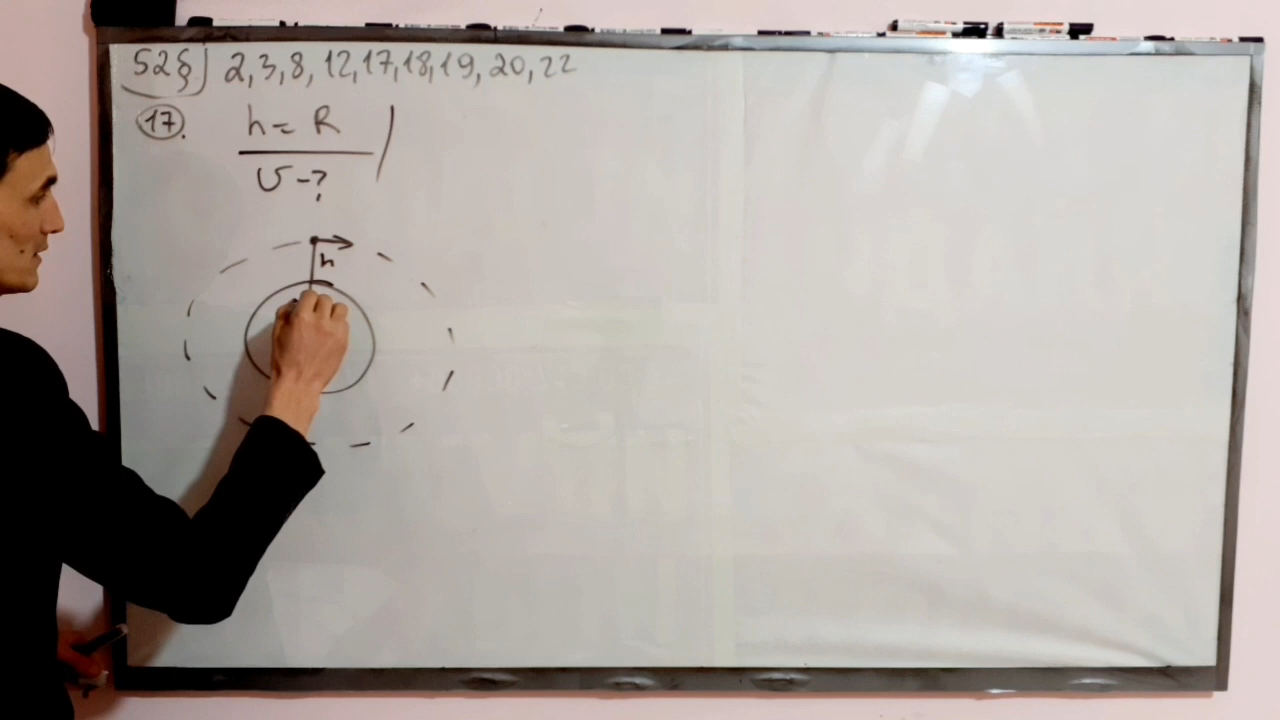 52§) 2, 3, 8, 12, 17, 18, 19, 20, 22
17. h = R
υ - ?
h